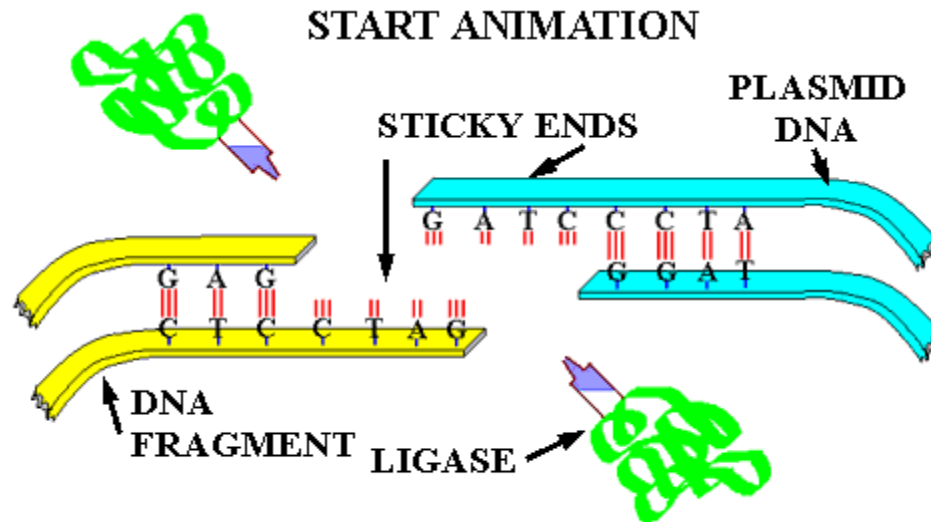 START ANIMATION
PLASMID
DNA
STICKY ENDS
G A T C C C T A
G G A T
G A G
C T C C T A G
DNA
FRAGMENT
LIGASE